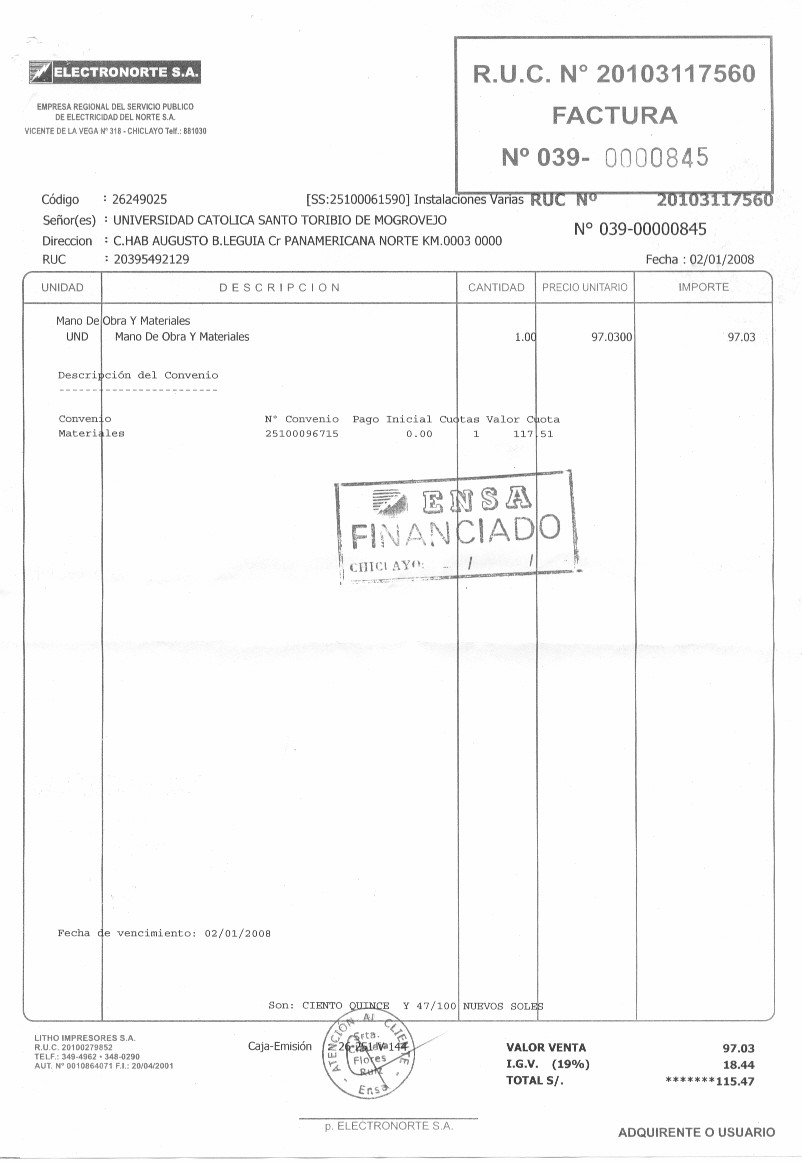 ELECTRONORTE S.A.
EMPRESA REGIONAL DEL SERVICIO PUBLICO
DE ELECTRICIDAD DEL NORTE S.A.
VICENTE DE LA VEGA Nº 318 - CHICLAYO Telf.: 881030
R.U.C. N° 20103117560
FACTURA
Nº 039- 0000845
Código : 26249025 [SS:25100061590] Instalaciones Varias RUC Nº 20103117560
Señor(es) : UNIVERSIDAD CATOLICA SANTO TORIBIO DE MOGROVEJO
N° 039-00000845
Direccion : C.HAB AUGUSTO B.LEGUIA Cr PANAMERICANA NORTE KM.0003 0000
RUC : 20395492129 Fecha : 02/01/2008
UNIDAD DESCRIPCION CANTIDAD PRECIO UNITARIO IMPORTE
Mano De Obra Y Materiales
UND Mano De Obra Y Materiales 1.00 97.0300 97.03
Descripción del Convenio
-----------------------
Convenio N° Convenio Pago Inicial Cuotas Valor Cuota
Materiales 25100096715 0.00 1 117.51
ENSA
FINANCIADO
CHICLAYO: / /
Fecha de vencimiento: 02/01/2008
Son: CIENTO QUINCE Y 47/100 NUEVOS SOLES
LITHO IMPRESORES S.A.
R.U.C. 20100279852
TELF.: 349-4962 • 348-0290
AUT. Nº 0010864071 F.I.: 20/04/2001
Caja-Emisión 26-251-V-144
ATENCIÓN AL CLIENTE
Srta.
Flores
Ruiz
Ensa
VALOR VENTA 97.03
I.G.V. (19%) 18.44
TOTAL S/. *******115.47
p. ELECTRONORTE S.A.
ADQUIRENTE O USUARIO